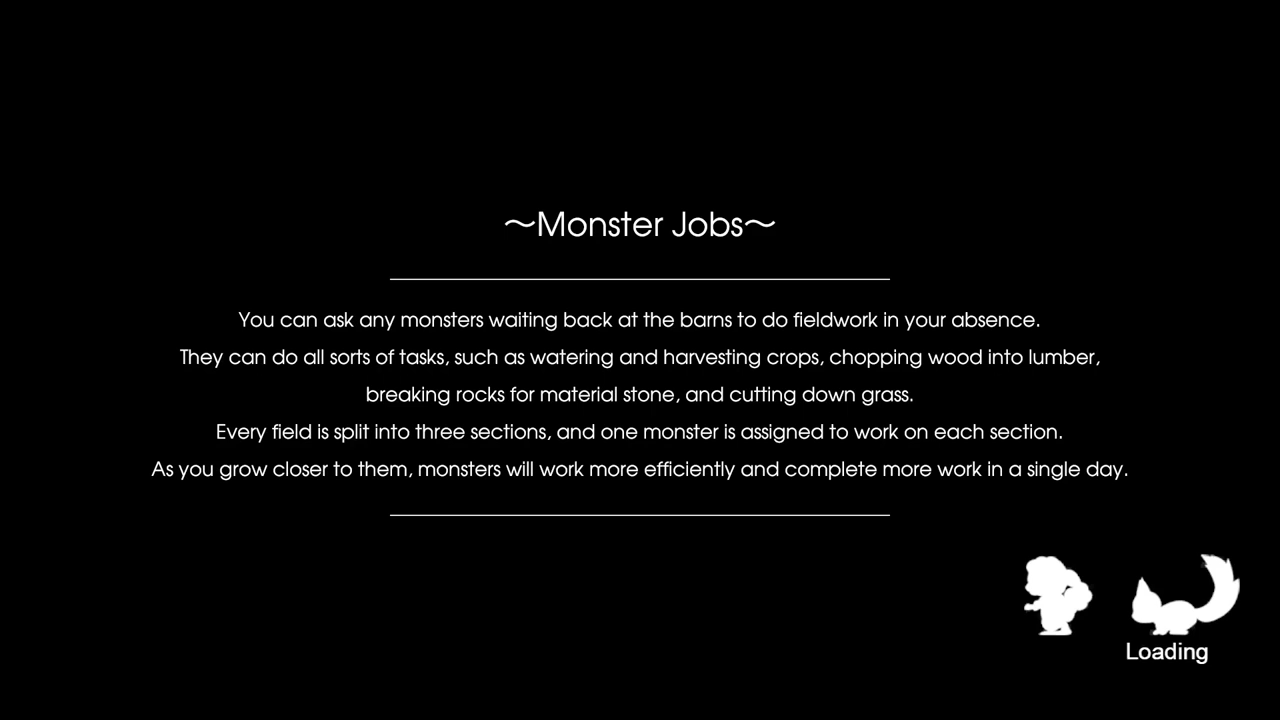 ～Monster Jobs～
You can ask any monsters waiting back at the barns to do fieldwork in your absence.
They can do all sorts of tasks, such as watering and harvesting crops, chopping wood into lumber,
breaking rocks for material stone, and cutting down grass.
Every field is split into three sections, and one monster is assigned to work on each section.
As you grow closer to them, monsters will work more efficiently and complete more work in a single day.
Loading